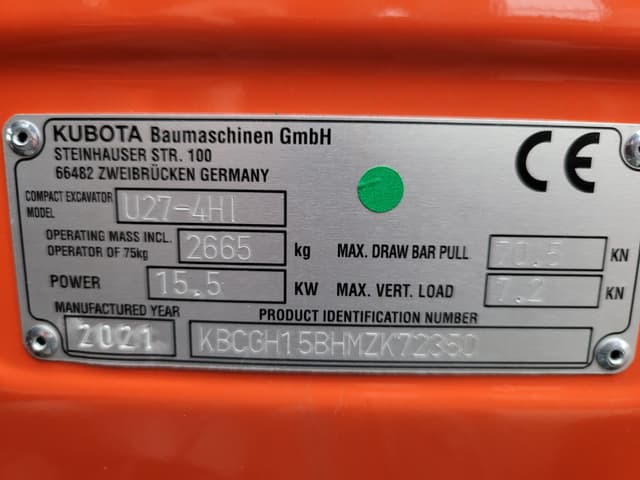 KUBOTA Baumaschinen GmbH
STEINHAUSER STR. 100
66482 ZWEIBRÜCKEN GERMANY
CE
COMPACT EXCAVATOR MODEL U27-4HI
OPERATING MASS INCL. OPERATOR OF 75kg 2665 kg
MAX. DRAW BAR PULL 70.5 KN
POWER 15.5 KW
MAX. VERT. LOAD 7.2 KN
MANUFACTURED YEAR
2021
PRODUCT IDENTIFICATION NUMBER
KBCGH15BHMZK72350